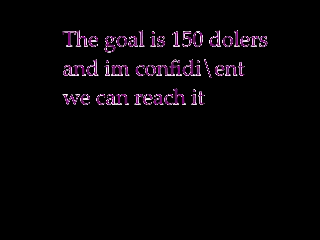 The goal is 150 dolers
and im confidi\ent
we can reach it